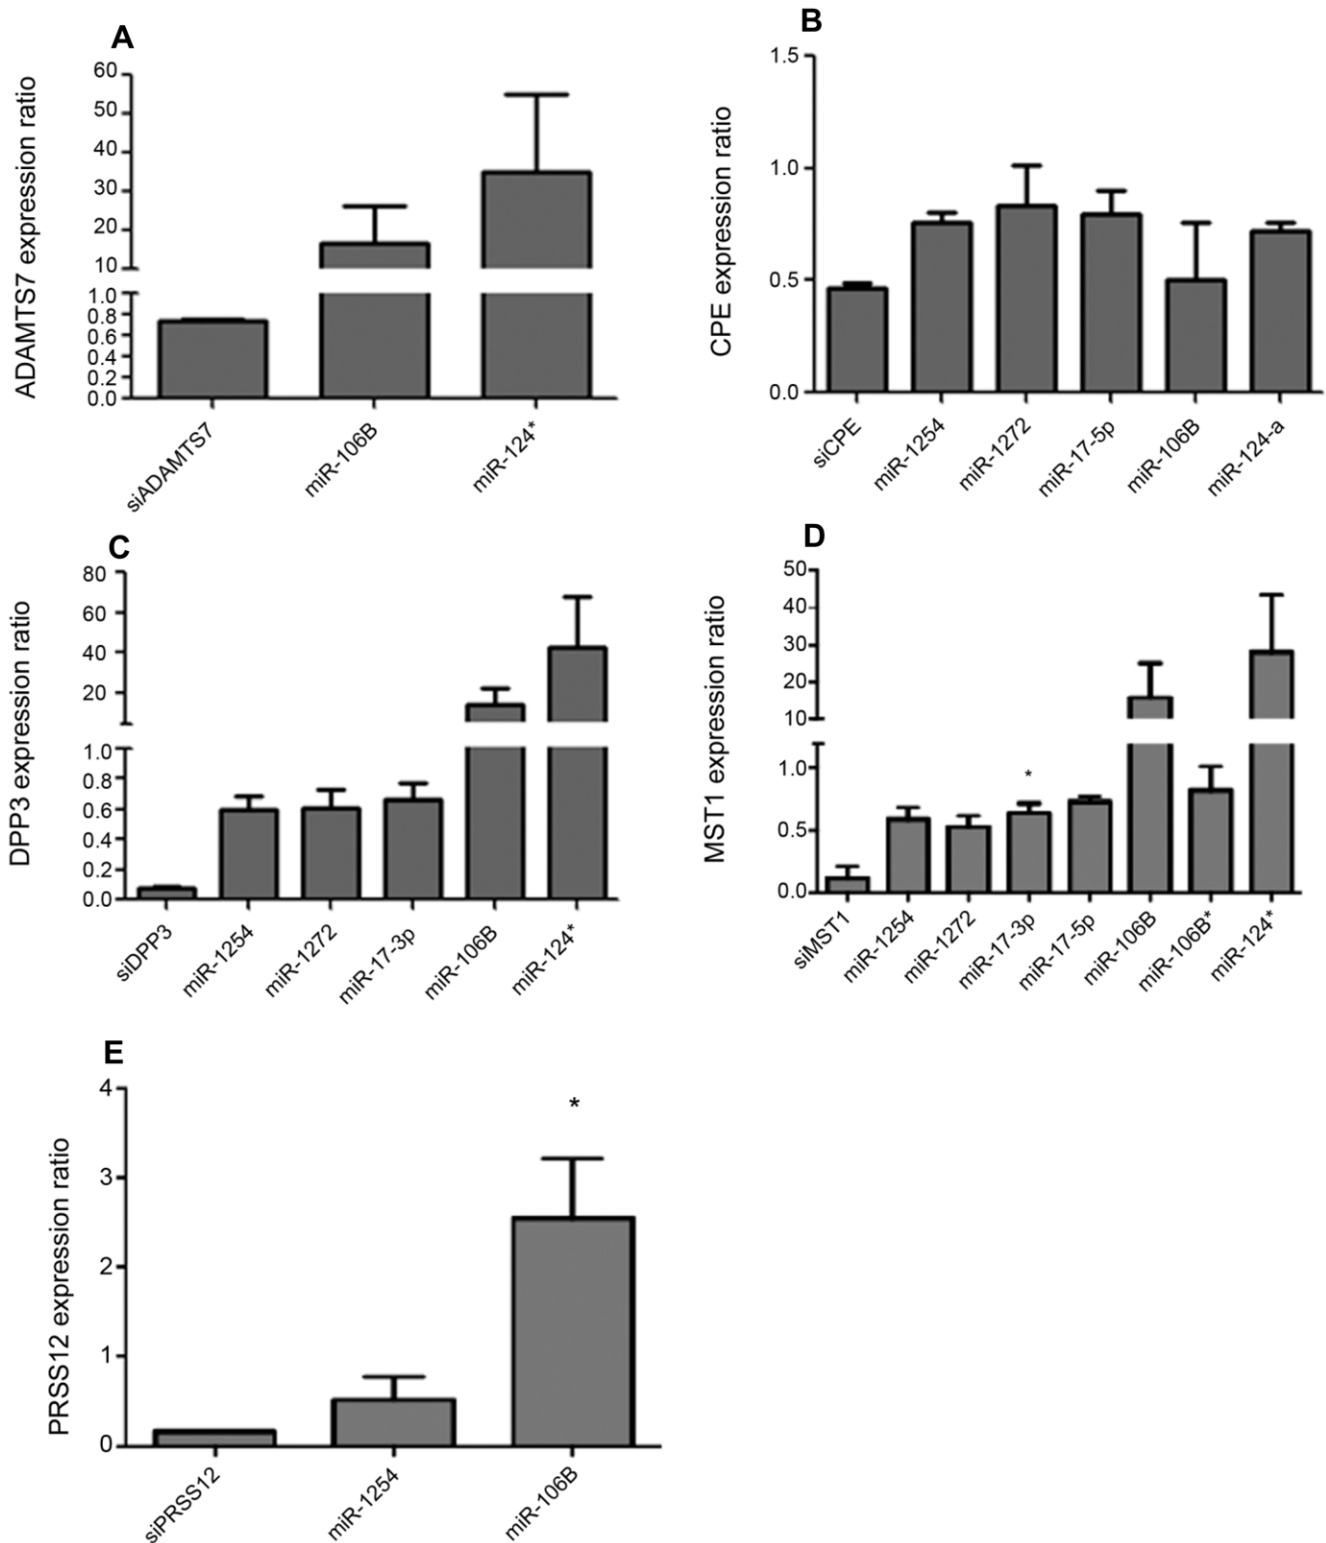 A
ADAMTS7 expression ratio
60
50
40
30
20
10
1.0
0.8
0.6
0.4
0.2
0.0
siADAMTS7
miR-106B
miR-124*
B
CPE expression ratio
1.5
1.0
0.5
0.0
siCPE
miR-1254
miR-1272
miR-17-5p
miR-106B
miR-124-a
C
DPP3 expression ratio
80
60
40
20
1.0
0.8
0.6
0.4
0.2
0.0
siDPP3
miR-1254
miR-1272
miR-17-3p
miR-106B
miR-124*
D
MST1 expression ratio
50
40
30
20
10
1.0
0.5
0.0
*
siMST1
miR-1254
miR-1272
miR-17-3p
miR-17-5p
miR-106B
miR-106B*
miR-124*
E
PRSS12 expression ratio
4
3
2
1
0
*
siPRSS12
miR-1254
miR-106B